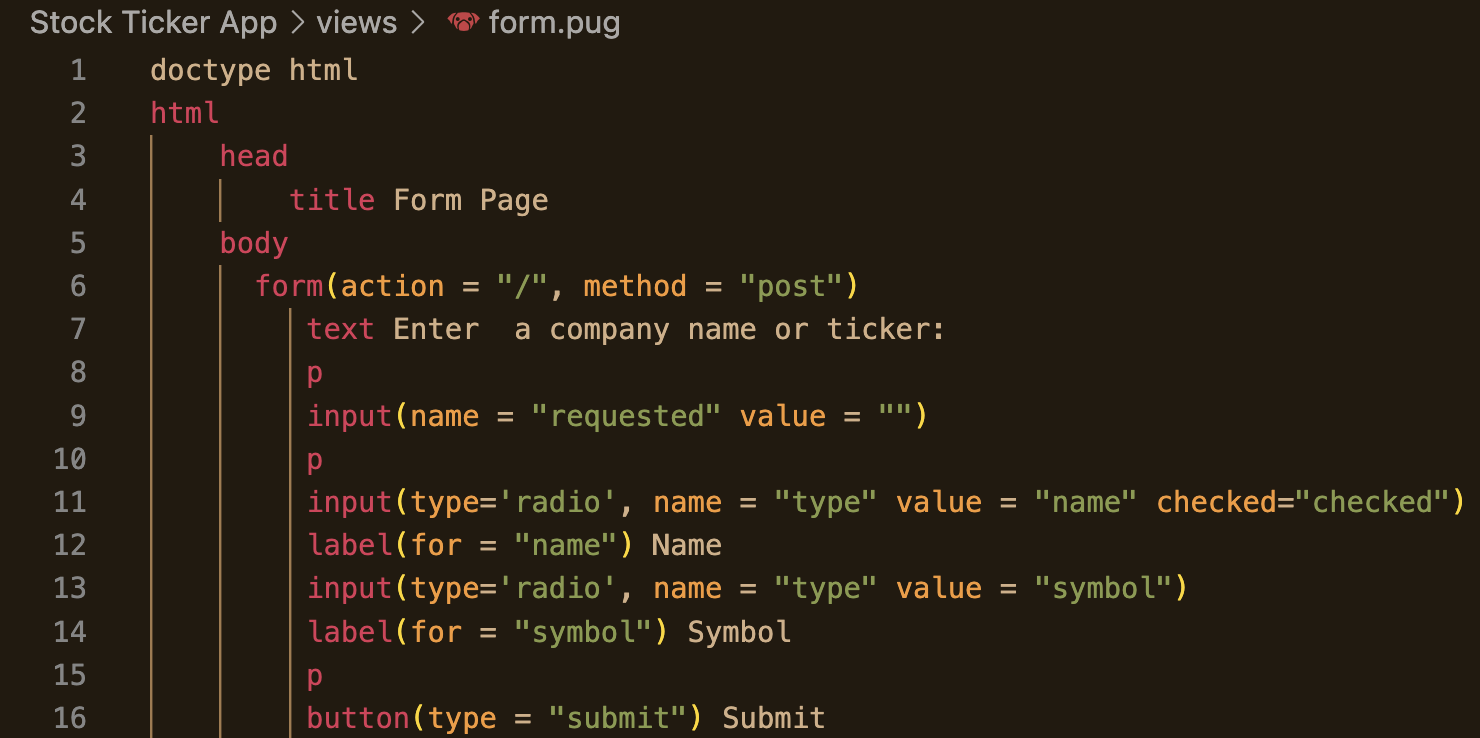 Stock Ticker App > views > form.pug
1 doctype html
2 html
3 head
4 title Form Page
5 body
6 form(action = "/", method = "post")
7 text Enter  a company name or ticker:
8 p
9 input(name = "requested" value = "")
10 p
11 input(type='radio', name = "type" value = "name" checked="checked")
12 label(for = "name") Name
13 input(type='radio', name = "type" value = "symbol")
14 label(for = "symbol") Symbol
15 p
16 button(type = "submit") Submit